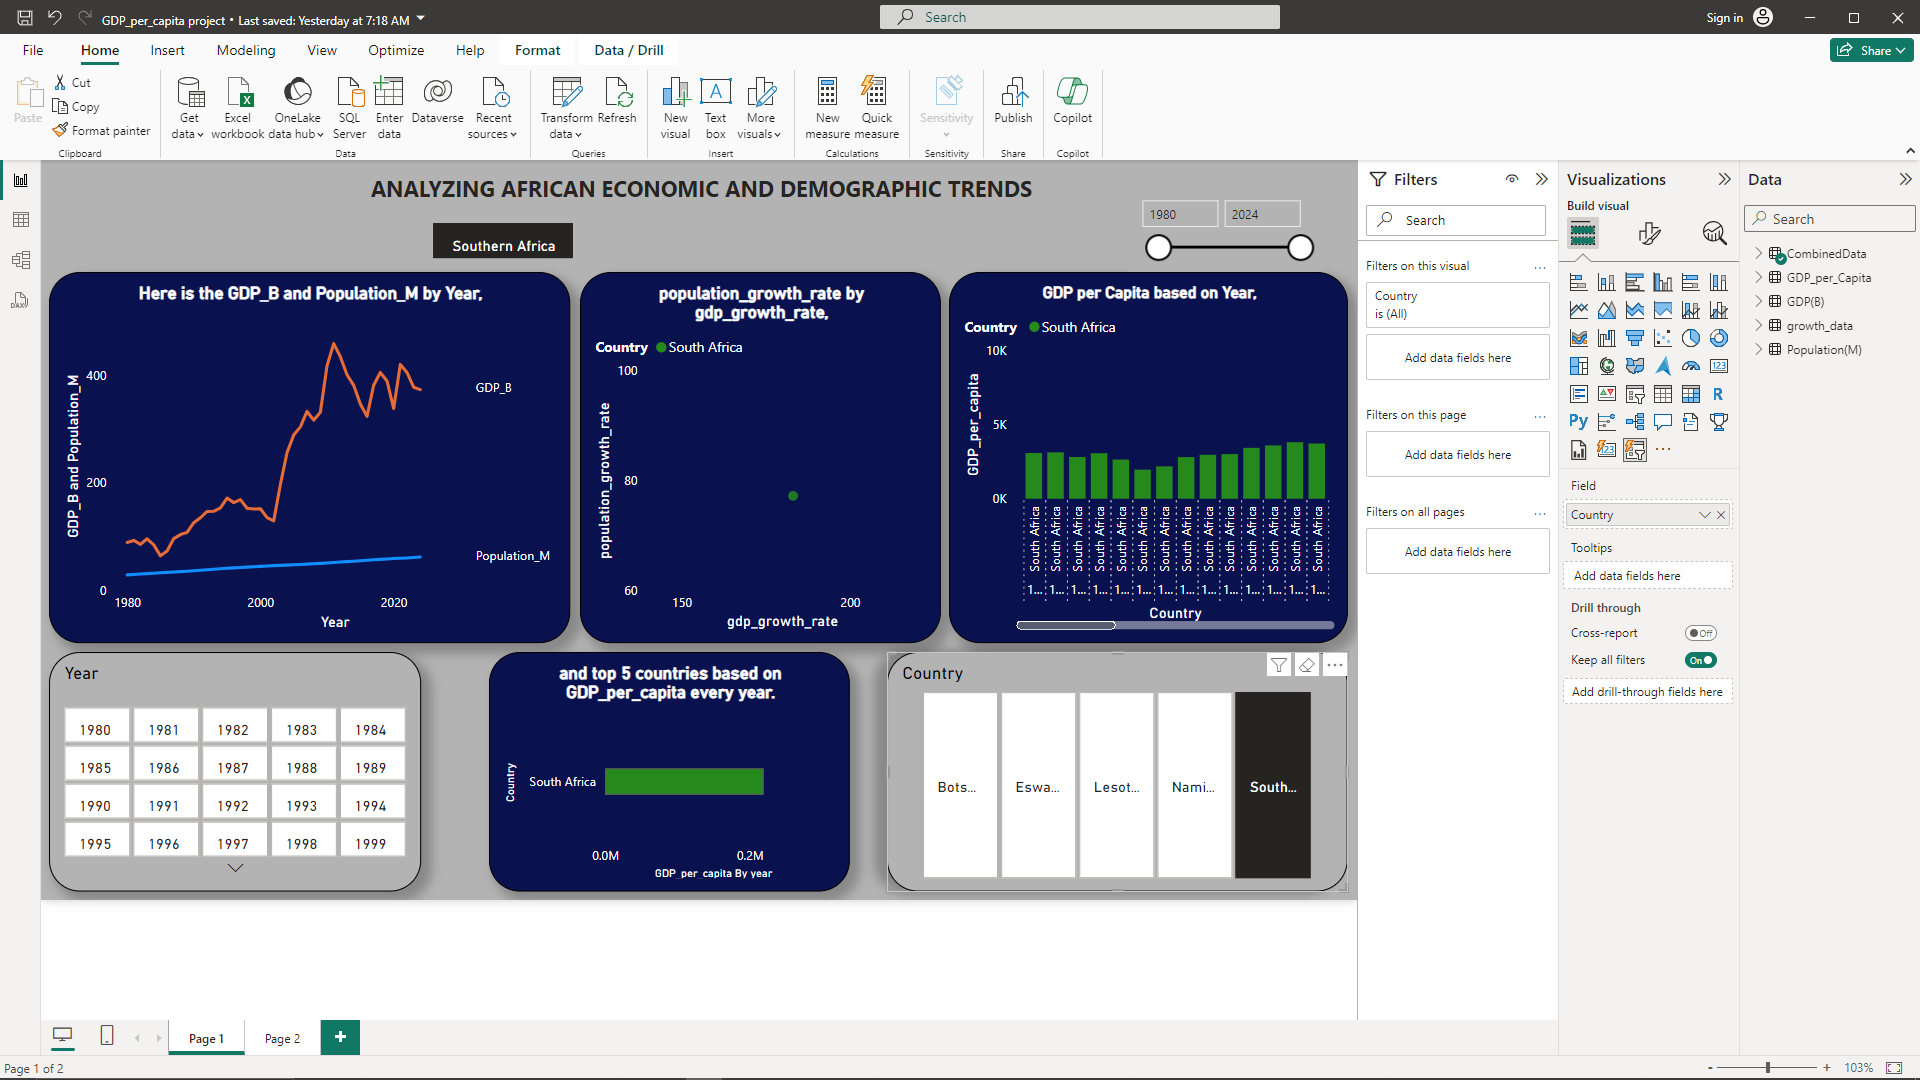 GDP_per_capita project • Last saved: Yesterday at 7:18 AM
Search
Sign in
File Home Insert Modeling View Optimize Help Format Data / Drill
Share
Paste
Cut
Copy
Format painter
Clipboard
Get data
Excel workbook
OneLake data hub
SQL Server
Enter data
Dataverse
Recent sources
Data
Transform data
Refresh
Queries
New visual
Text box
More visuals
Insert
New measure
Quick measure
Calculations
Sensitivity
Sensitivity
Publish
Share
Copilot
Copilot
ANALYZING AFRICAN ECONOMIC AND DEMOGRAPHIC TRENDS
Southern Africa
1980 2024
Here is the GDP_B and Population_M by Year,
GDP_B and Population_M
400
200
0
GDP_B
Population_M
1980 2000 2020
Year
population_growth_rate by
gdp_growth_rate,
Country South Africa
population_growth_rate
100
80
60
150 200
gdp_growth_rate
GDP per Capita based on Year,
Country South Africa
GDP_per_capita
10K
5K
0K
South Africa South Africa South Africa South Africa South Africa South Africa South Africa South Africa South Africa South Africa South Africa South Africa South Africa South Africa
1... 1... 1... 1... 1... 1... 1... 1... 1... 1... 1... 1... 1... 1...
Country
Year
1980 1981 1982 1983 1984
1985 1986 1987 1988 1989
1990 1991 1992 1993 1994
1995 1996 1997 1998 1999
and top 5 countries based on
GDP_per_capita every year.
Country
South Africa
0.0M 0.2M
GDP_per_capita By year
Country
Bots... Eswa... Lesot... Nami... South...
Filters
Search
Filters on this visual
Country
is (All)
Add data fields here
Filters on this page
Add data fields here
Filters on all pages
Add data fields here
Visualizations
Build visual
123
R
Py
123
Field
Country
Tooltips
Add data fields here
Drill through
Cross-report Off
Keep all filters On
Add drill-through fields here
Data
Search
CombinedData
GDP_per_Capita
GDP(B)
growth_data
Population(M)
Page 1 Page 2 +
Page 1 of 2
- + 103%